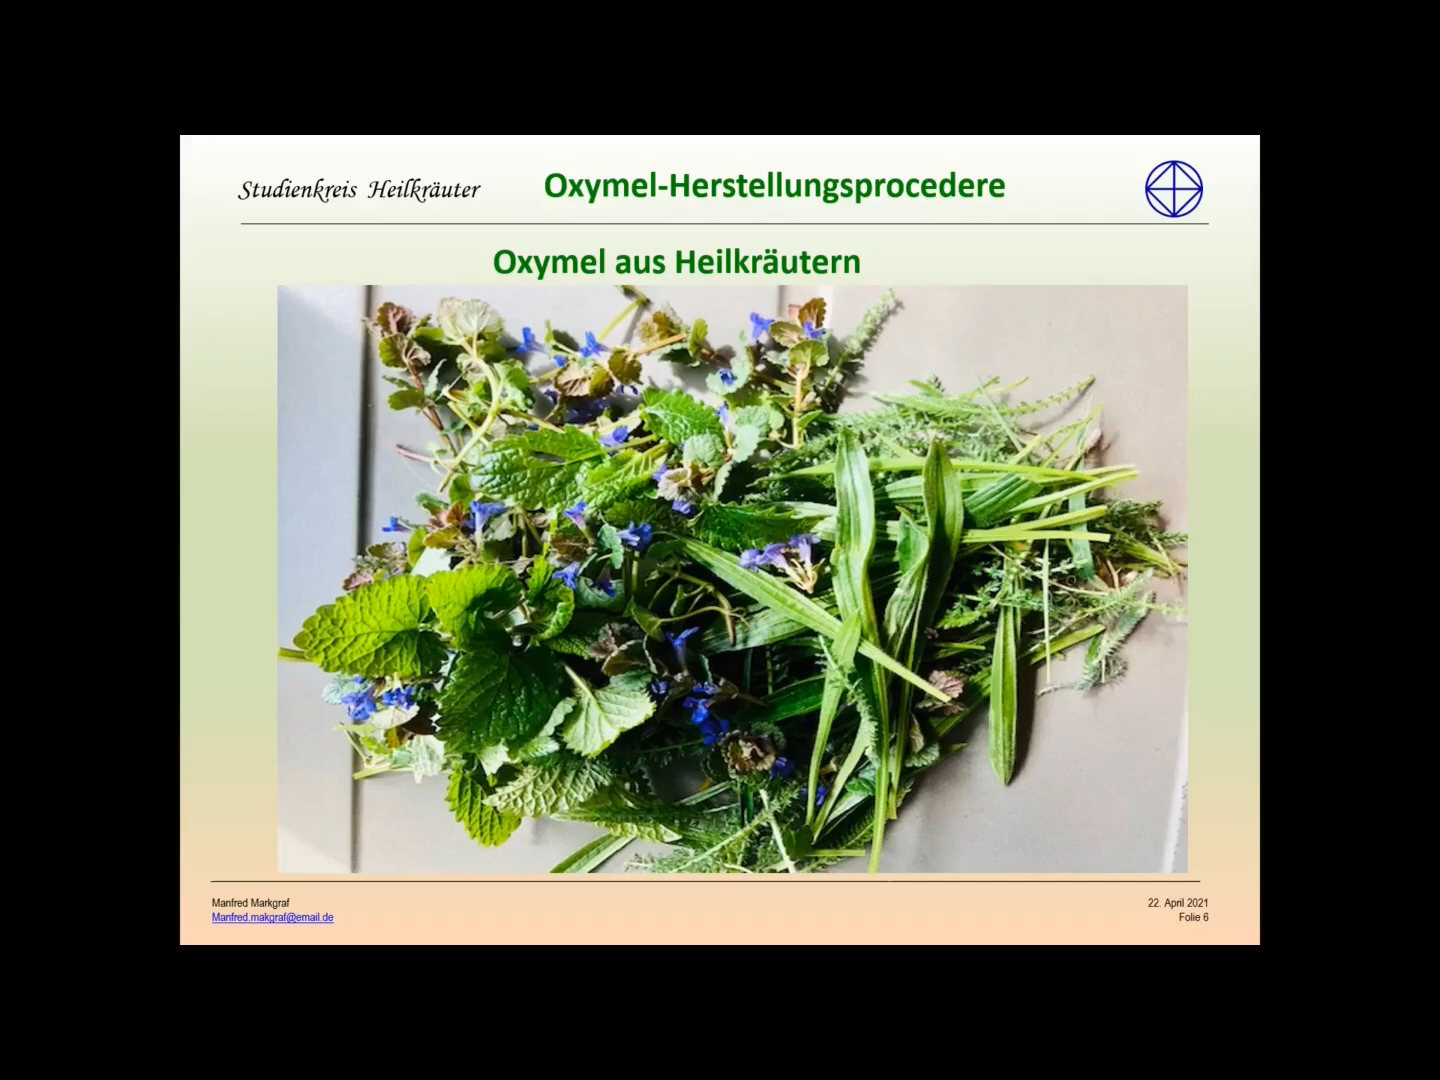 Studienkreis Heilkräuter
Oxymel-Herstellungsprocedere
Oxymel aus Heilkräutern
Manfred Markgraf
Manfred.makgraf@email.de
22. April 2021
Folie 6